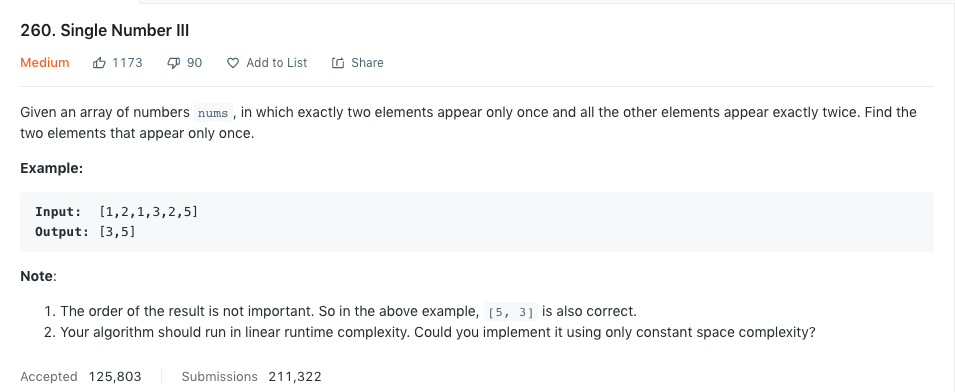 260. Single Number III
Medium 1173 90 Add to List Share
Given an array of numbers nums , in which exactly two elements appear only once and all the other elements appear exactly twice. Find the
two elements that appear only once.
Example:
Input: [1,2,1,3,2,5]
Output: [3,5]
Note:
1. The order of the result is not important. So in the above example, [5, 3] is also correct.
2. Your algorithm should run in linear runtime complexity. Could you implement it using only constant space complexity?
Accepted 125,803 Submissions 211,322